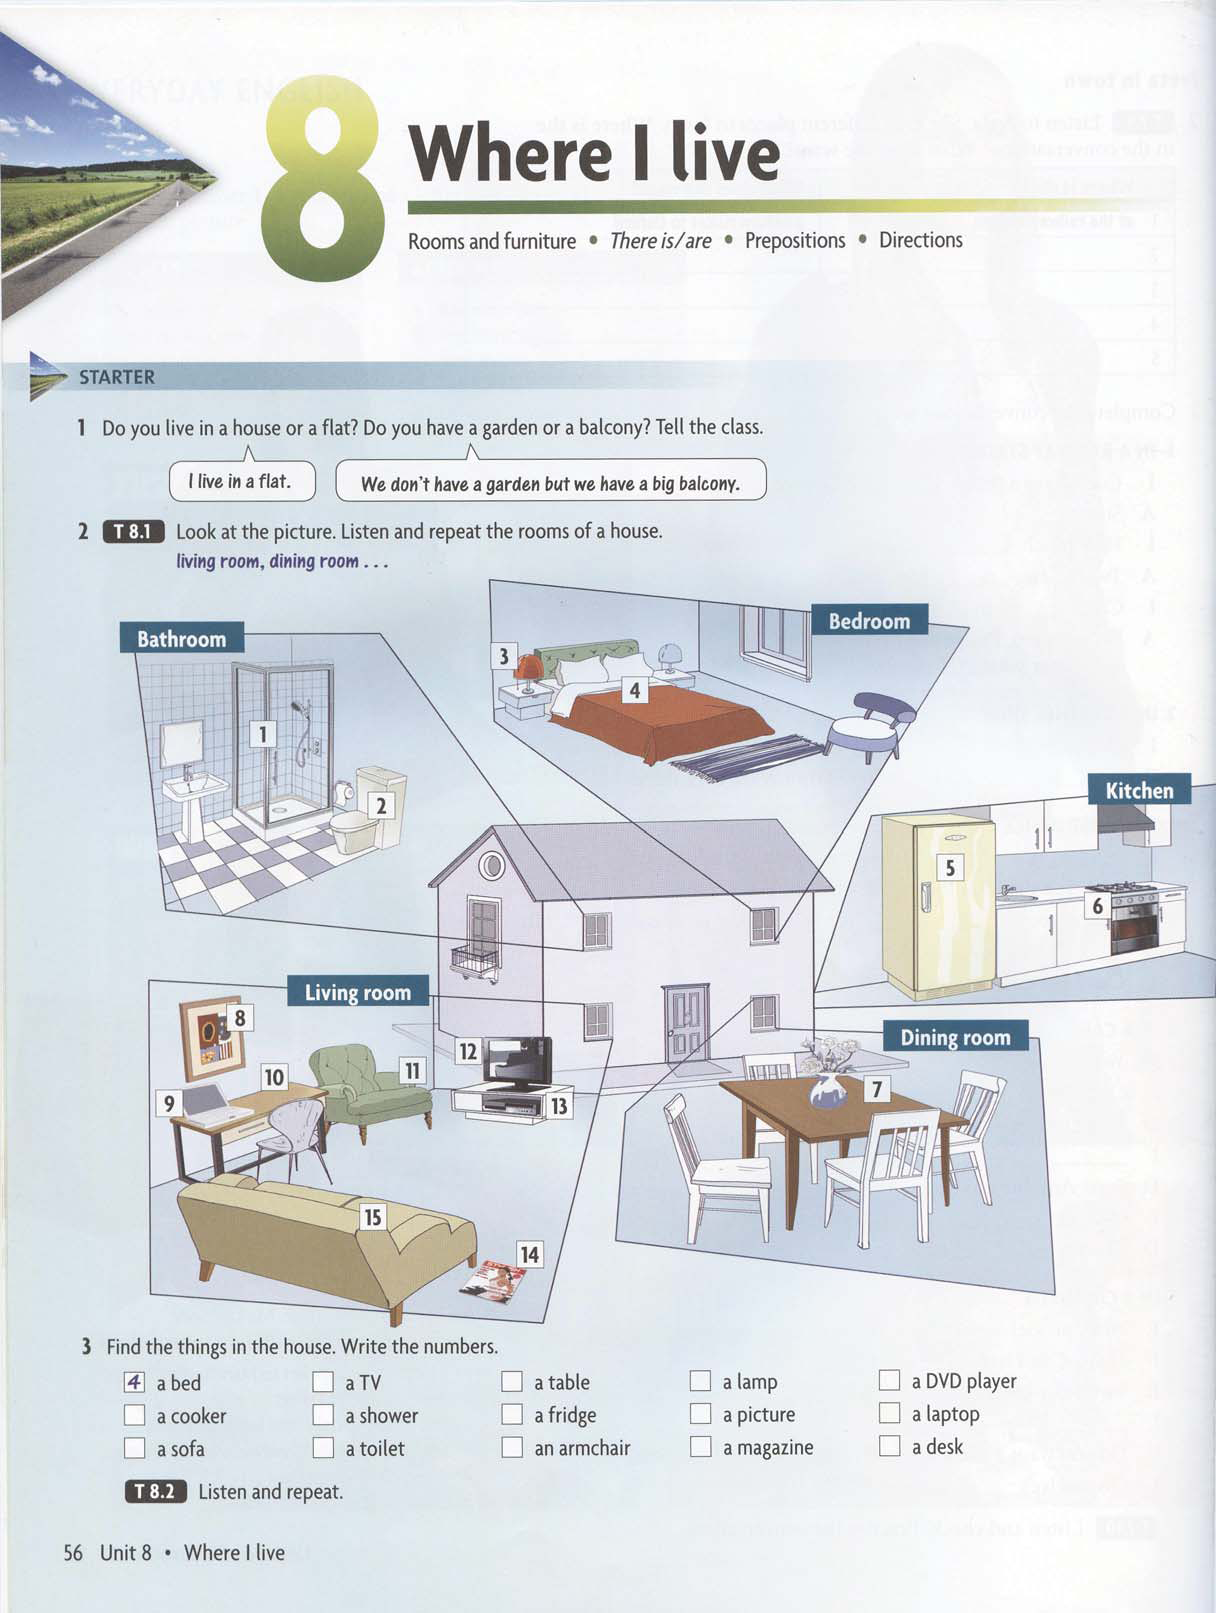 8
Where I live
Rooms and furniture • There is/are • Prepositions • Directions
STARTER
1 Do you live in a house or a flat? Do you have a garden or a balcony? Tell the class.
I live in a flat.
We don't have a garden but we have a big balcony.
2 T 8.1 Look at the picture. Listen and repeat the rooms of a house.
living room, dining room . . .
Bathroom
1
2
Bedroom
3
4
Kitchen
5
6
Living room
8
9
10
11
12
13
14
15
Dining room
7
3 Find the things in the house. Write the numbers.
4 a bed
a TV
a table
a lamp
a DVD player
a cooker
a shower
a fridge
a picture
a laptop
a sofa
a toilet
an armchair
a magazine
a desk
T 8.2 Listen and repeat.
56 Unit 8 • Where I live